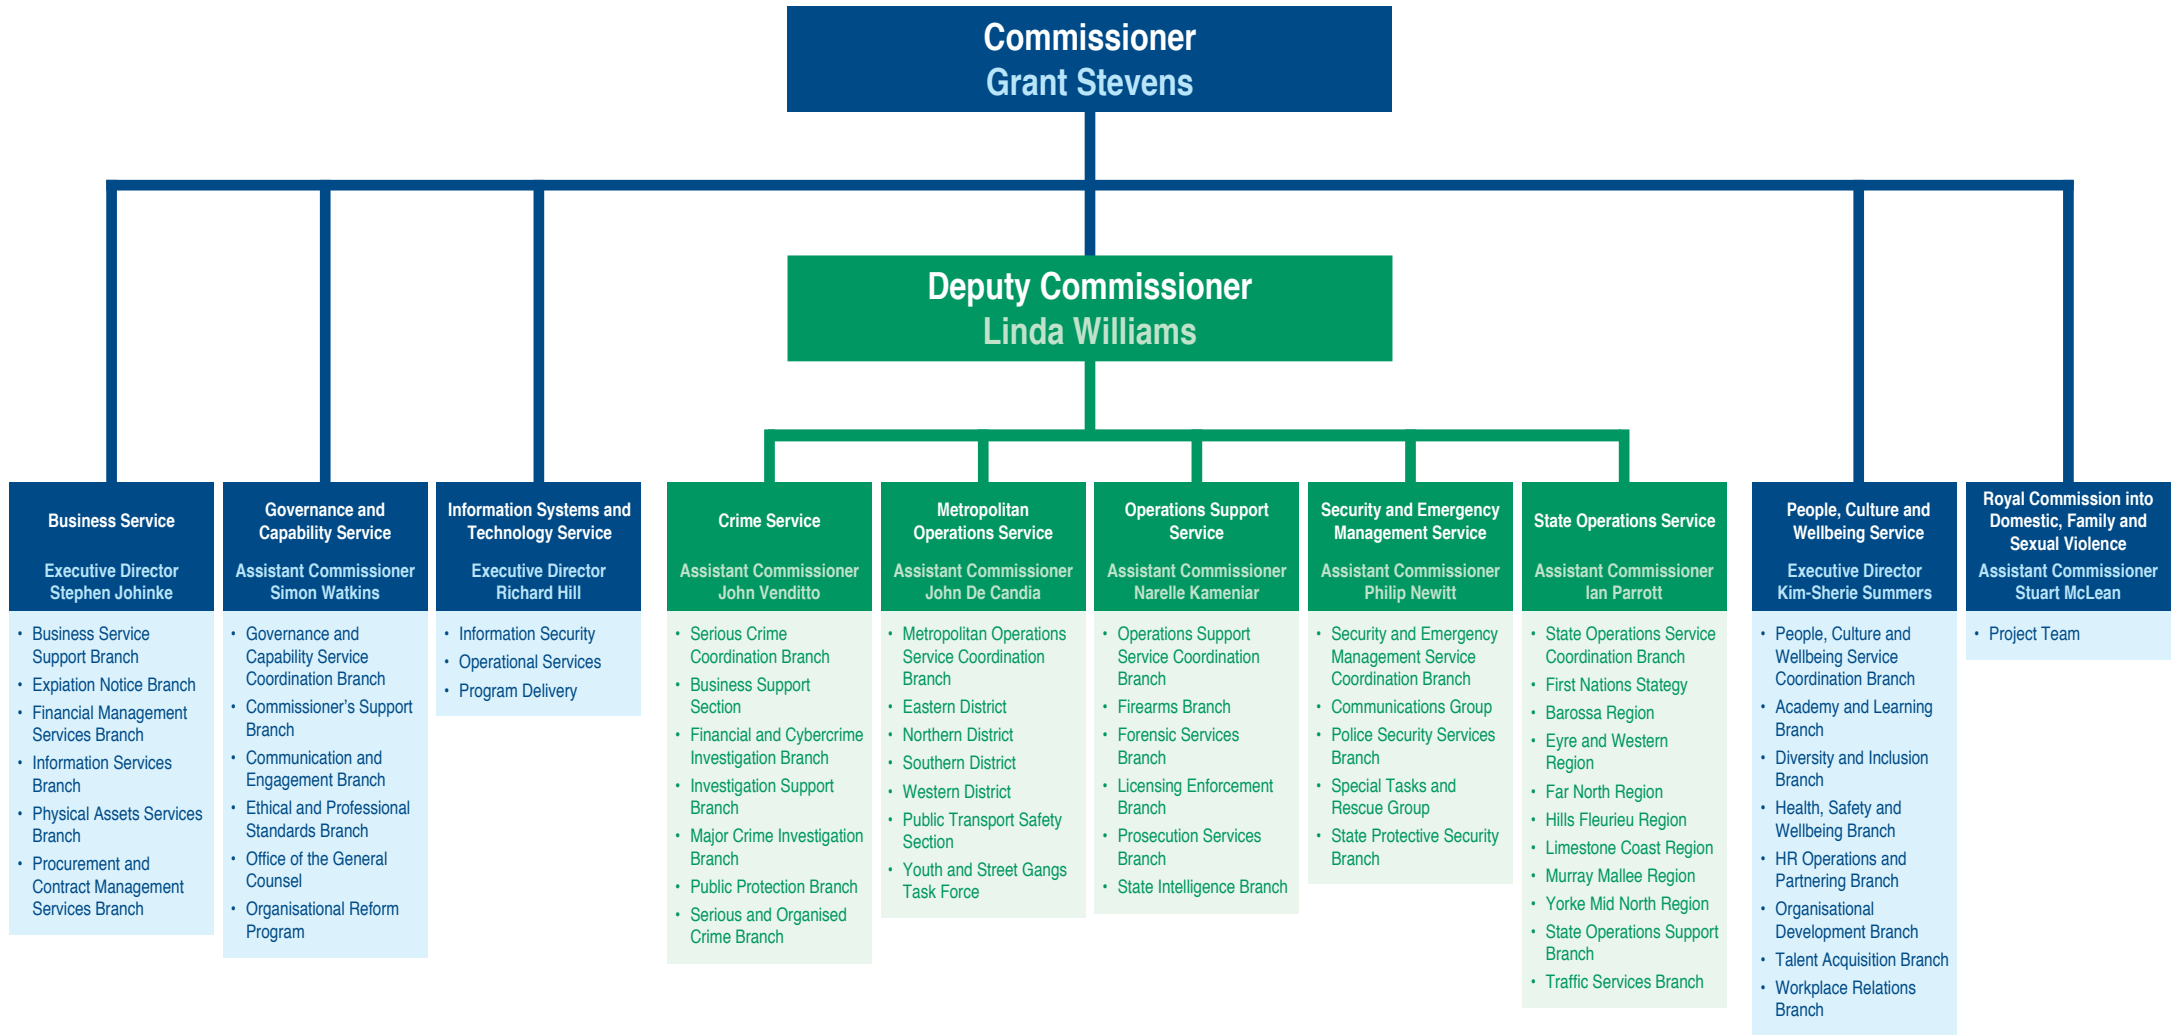 Commissioner
Grant Stevens
Deputy Commissioner
Linda Williams
Business Service
Executive Director
Stephen Johinke
• Business Service
Support Branch
• Expiation Notice Branch
• Financial Management
Services Branch
• Information Services
Branch
• Physical Assets Services
Branch
• Procurement and
Contract Management
Services Branch
Governance and
Capability Service
Assistant Commissioner
Simon Watkins
• Governance and
Capability Service
Coordination Branch
• Commissioner's Support
Branch
• Communication and
Engagement Branch
• Ethical and Professional
Standards Branch
• Office of the General
Counsel
• Organisational Reform
Program
Information Systems and
Technology Service
Executive Director
Richard Hill
• Information Security
• Operational Services
• Program Delivery
Crime Service
Assistant Commissioner
John Venditto
• Serious Crime
Coordination Branch
• Business Support
Section
• Financial and Cybercrime
Investigation Branch
• Investigation Support
Branch
• Major Crime Investigation
Branch
• Public Protection Branch
• Serious and Organised
Crime Branch
Metropolitan
Operations Service
Assistant Commissioner
John De Candia
• Metropolitan Operations
Service Coordination
Branch
• Eastern District
• Northern District
• Southern District
• Western District
• Public Transport Safety
Section
• Youth and Street Gangs
Task Force
Operations Support
Service
Assistant Commissioner
Narelle Kameniar
• Operations Support
Service Coordination
Branch
• Firearms Branch
• Forensic Services
Branch
• Licensing Enforcement
Branch
• Prosecution Services
Branch
• State Intelligence Branch
Security and Emergency
Management Service
Assistant Commissioner
Philip Newitt
• Security and Emergency
Management Service
Coordination Branch
• Communications Group
• Police Security Services
Branch
• Special Tasks and
Rescue Group
• State Protective Security
Branch
State Operations Service
Assistant Commissioner
Ian Parrott
• State Operations Service
Coordination Branch
• First Nations Stategy
• Barossa Region
• Eyre and Western
Region
• Far North Region
• Hills Fleurieu Region
• Limestone Coast Region
• Murray Mallee Region
• Yorke Mid North Region
• State Operations Support
Branch
• Traffic Services Branch
People, Culture and
Wellbeing Service
Executive Director
Kim-Sherie Summers
• People, Culture and
Wellbeing Service
Coordination Branch
• Academy and Learning
Branch
• Diversity and Inclusion
Branch
• Health, Safety and
Wellbeing Branch
• HR Operations and
Partnering Branch
• Organisational
Development Branch
• Talent Acquisition Branch
• Workplace Relations
Branch
Royal Commission into
Domestic, Family and
Sexual Violence
Assistant Commissioner
Stuart McLean
• Project Team